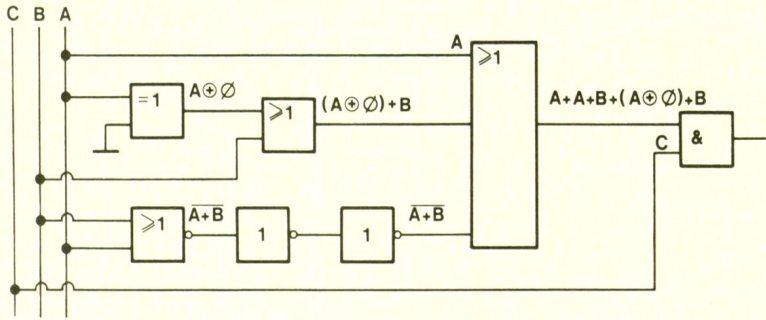 C B A
A
≥1
=1
A⊕Ø
≥1
(A⊕Ø)+B
A+A+B+(A⊕Ø)+B
C
&
≥1
A̅+̅B̅
1
1
A̅+̅B̅